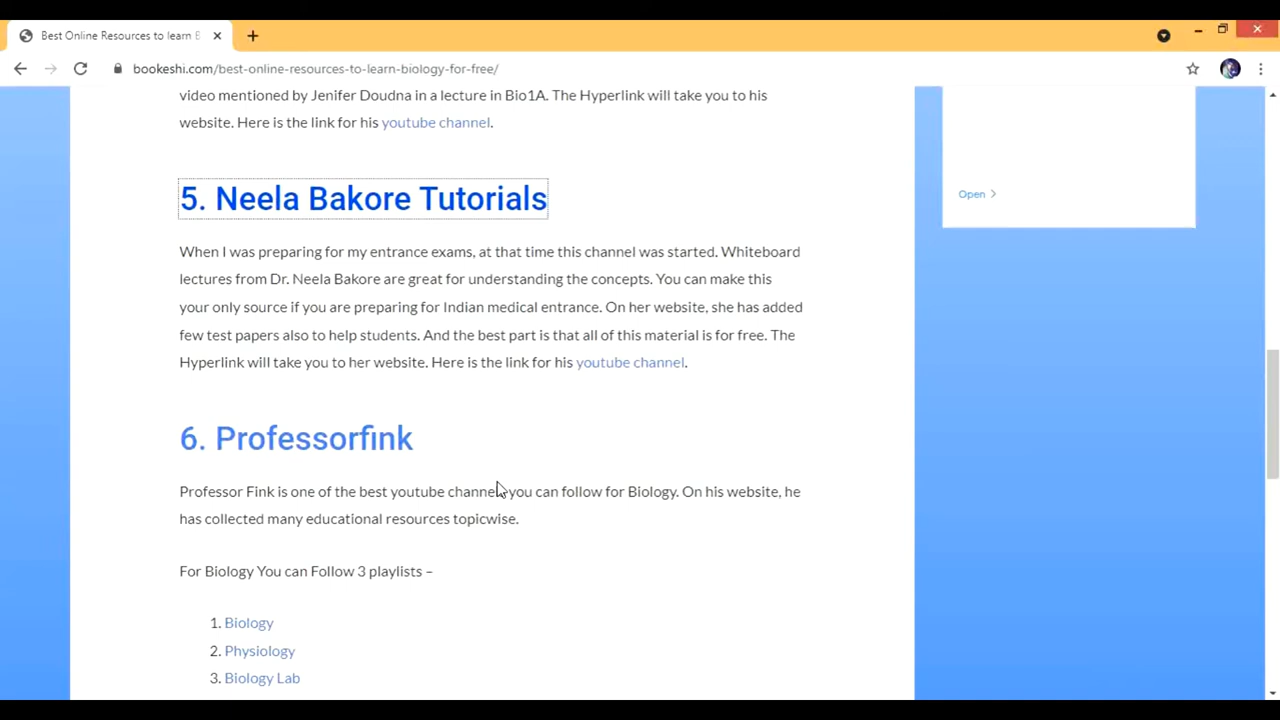 Best Online Resources to learn B
bookeshi.com/best-online-resources-to-learn-biology-for-free/
video mentioned by Jenifer Doudna in a lecture in Bio1A. The Hyperlink will take you to his
website. Here is the link for his youtube channel.
Open >
5. Neela Bakore Tutorials
When I was preparing for my entrance exams, at that time this channel was started. Whiteboard
lectures from Dr. Neela Bakore are great for understanding the concepts. You can make this
your only source if you are preparing for Indian medical entrance. On her website, she has added
few test papers also to help students. And the best part is that all of this material is for free. The
Hyperlink will take you to her website. Here is the link for his youtube channel.
6. Professorfink
Professor Fink is one of the best youtube channels you can follow for Biology. On his website, he
has collected many educational resources topicwise.
For Biology You can Follow 3 playlists –
1. Biology
2. Physiology
3. Biology Lab